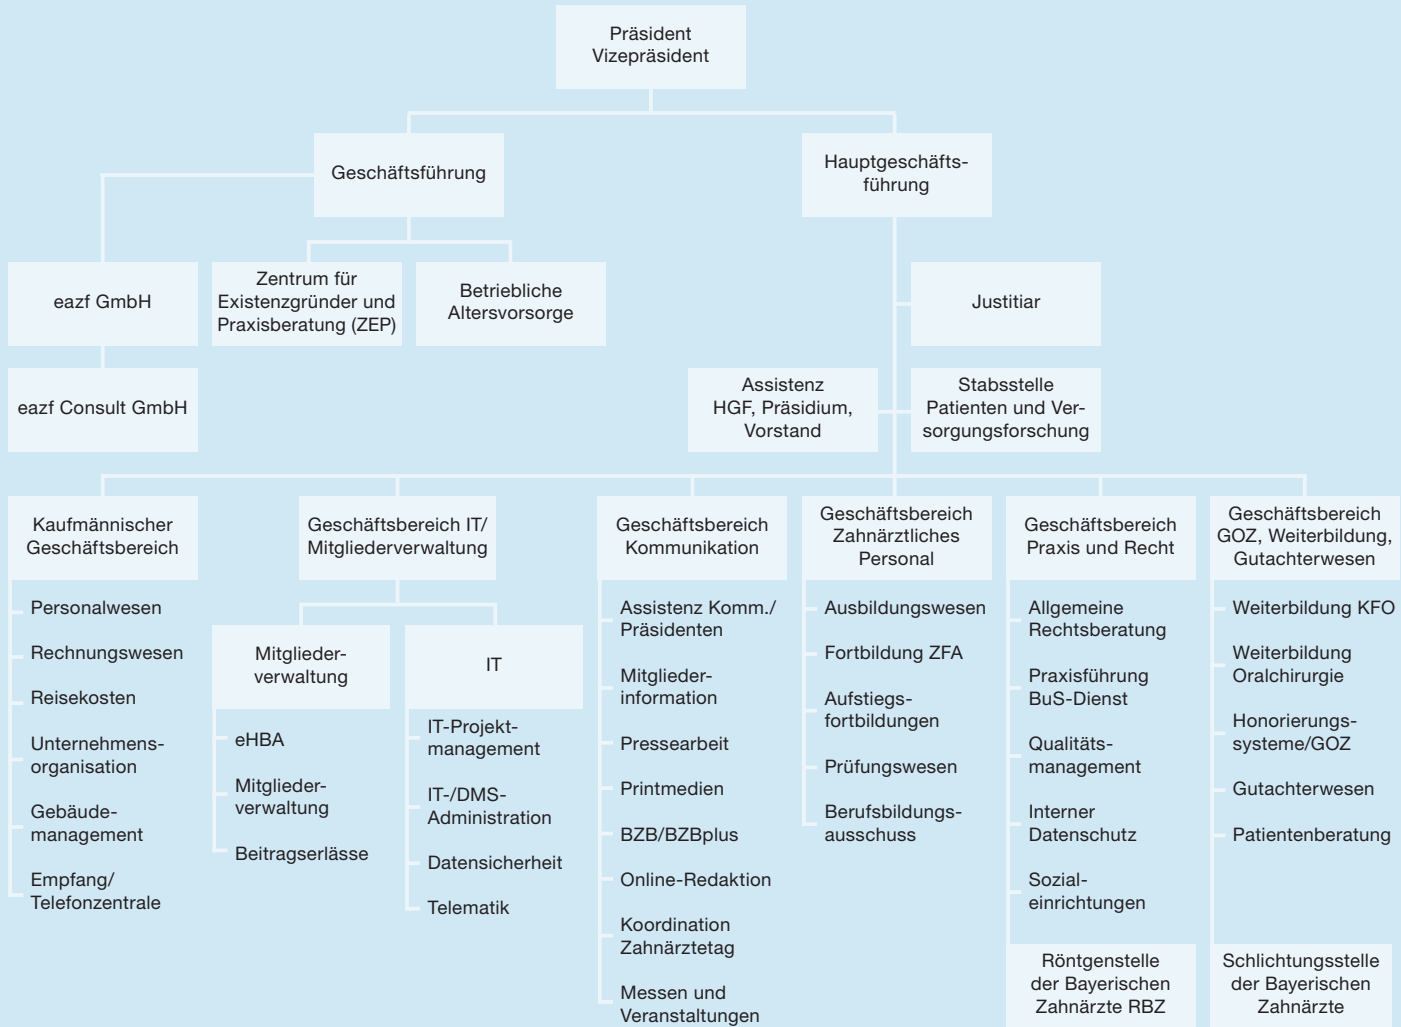 Präsident
Vizepräsident
Geschäftsführung
Hauptgeschäfts-
führung
eazf GmbH
Zentrum für
Existenzgründer und
Praxisberatung (ZEP)
Betriebliche
Altersvorsorge
Justitiar
eazf Consult GmbH
Assistenz
HGF, Präsidium,
Vorstand
Stabsstelle
Patienten und Ver-
sorgungsforschung
Kaufmännischer
Geschäftsbereich
Personalwesen
Rechnungswesen
Reisekosten
Unternehmens-
organisation
Gebäude-
management
Empfang/
Telefonzentrale
Geschäftsbereich IT/
Mitgliederverwaltung
Mitglieder-
verwaltung
eHBA
Mitglieder-
verwaltung
Beitragserlässe
IT
IT-Projekt-
management
IT-/DMS-
Administration
Datensicherheit
Telematik
Geschäftsbereich
Kommunikation
Assistenz Komm./
Präsidenten
Mitglieder-
information
Pressearbeit
Printmedien
BZB/BZBplus
Online-Redaktion
Koordination
Zahnärztetag
Messen und
Veranstaltungen
Geschäftsbereich
Zahnärztliches
Personal
Ausbildungswesen
Fortbildung ZFA
Aufstiegs-
fortbildungen
Prüfungswesen
Berufsbildungs-
ausschuss
Geschäftsbereich
Praxis und Recht
Allgemeine
Rechtsberatung
Praxisführung
BuS-Dienst
Qualitäts-
management
Interner
Datenschutz
Sozial-
einrichtungen
Röntgenstelle
der Bayerischen
Zahnärzte RBZ
Geschäftsbereich
GOZ, Weiterbildung,
Gutachterwesen
Weiterbildung KFO
Weiterbildung
Oralchirurgie
Honorierungs-
systeme/GOZ
Gutachterwesen
Patientenberatung
Schlichtungsstelle
der Bayerischen
Zahnärzte